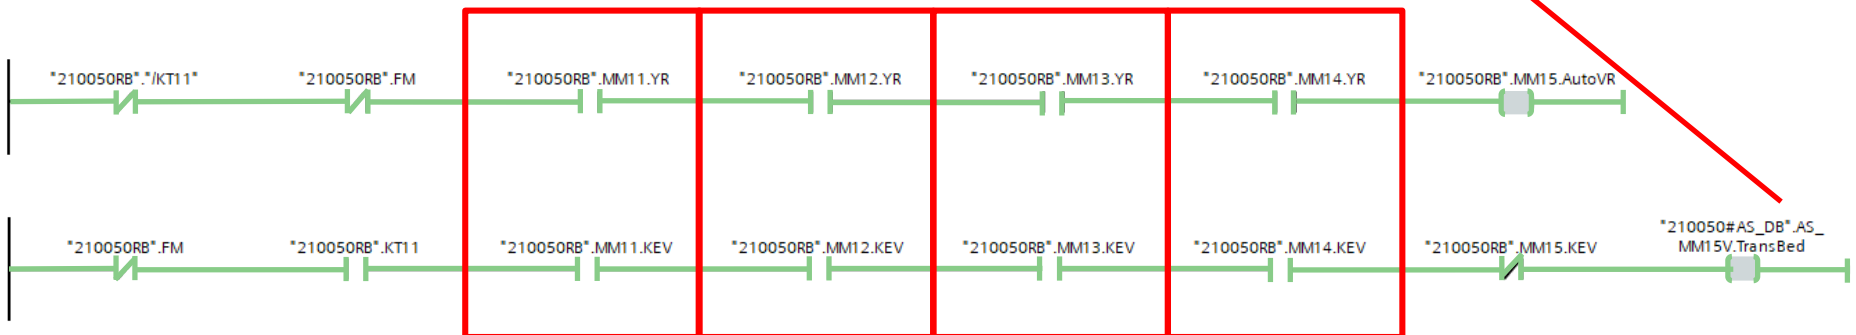 "210050RB"."/KT11"
"210050RB".FM
"210050RB".MM11.YR
"210050RB".MM12.YR
"210050RB".MM13.YR
"210050RB".MM14.YR
"210050RB".MM15.AutoVR
"210050RB".FM
"210050RB".KT11
"210050RB".MM11.KEV
"210050RB".MM12.KEV
"210050RB".MM13.KEV
"210050RB".MM14.KEV
"210050RB".MM15.KEV
"210050#AS_DB".AS_
MM15V.TransBed